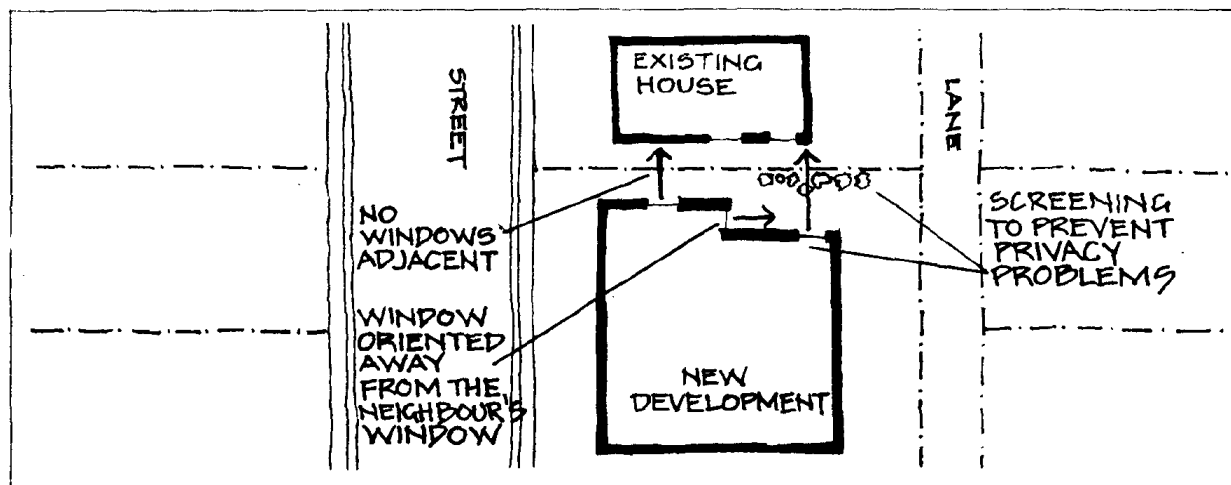 EXISTING
HOUSE
STREET
LANE
NO
WINDOWS
ADJACENT
SCREENING
TO PREVENT
PRIVACY
PROBLEMS
WINDOW
ORIENTED
AWAY
FROM THE
NEIGHBOUR'S
WINDOW
NEW
DEVELOPMENT